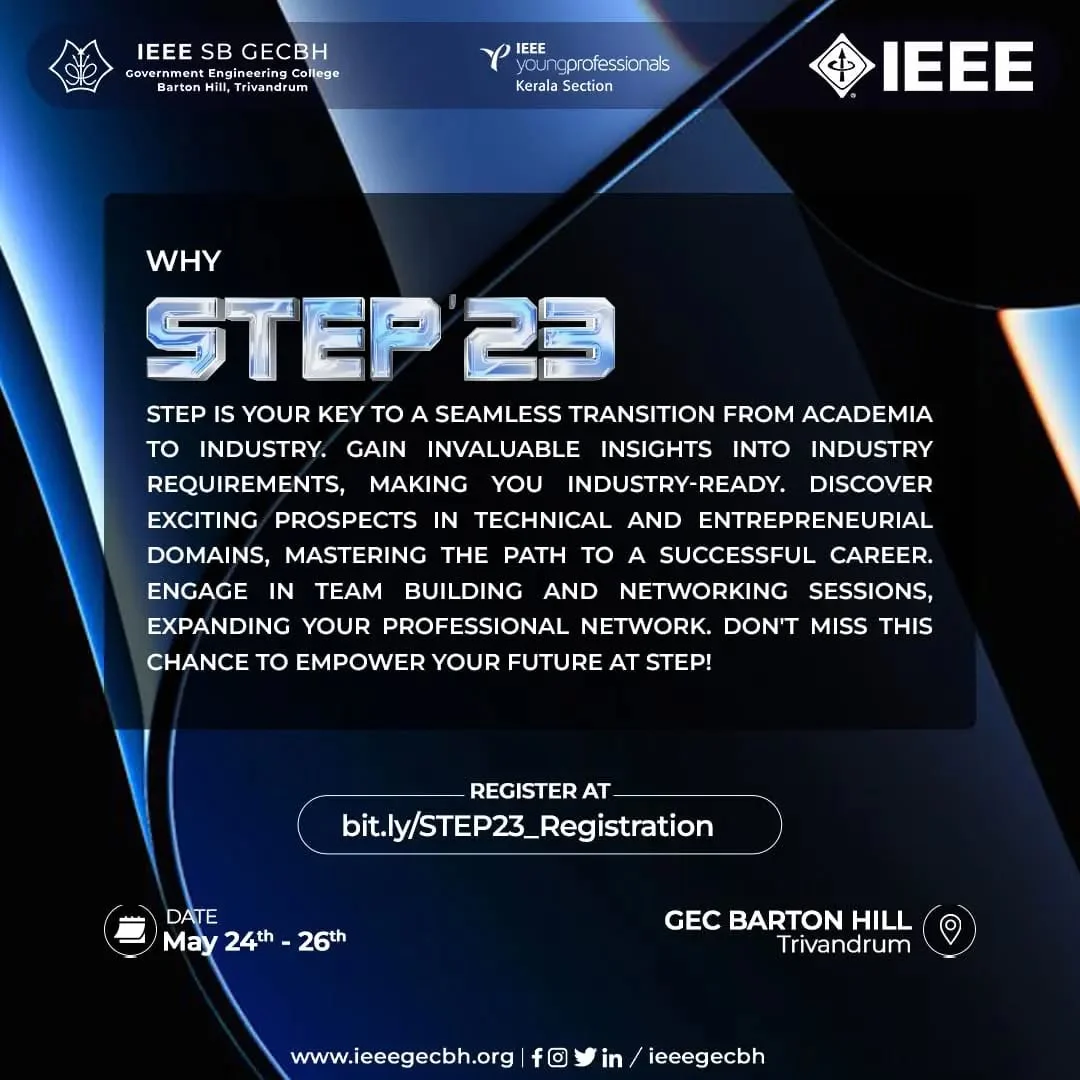 IEEE SB GECBH
Government Engineering College
Barton Hill, Trivandrum
IEEE
youngprofessionals
Kerala Section
IEEE
WHY
STEP'23
STEP IS YOUR KEY TO A SEAMLESS TRANSITION FROM ACADEMIA
TO INDUSTRY. GAIN INVALUABLE INSIGHTS INTO INDUSTRY
REQUIREMENTS, MAKING YOU INDUSTRY-READY. DISCOVER
EXCITING PROSPECTS IN TECHNICAL AND ENTREPRENEURIAL
DOMAINS, MASTERING THE PATH TO A SUCCESSFUL CAREER.
ENGAGE IN TEAM BUILDING AND NETWORKING SESSIONS,
EXPANDING YOUR PROFESSIONAL NETWORK. DON'T MISS THIS
CHANCE TO EMPOWER YOUR FUTURE AT STEP!
REGISTER AT
bit.ly/STEP23_Registration
DATE
May 24th - 26th
GEC BARTON HILL
Trivandrum
www.ieeegecbh.org | / ieeegecbh